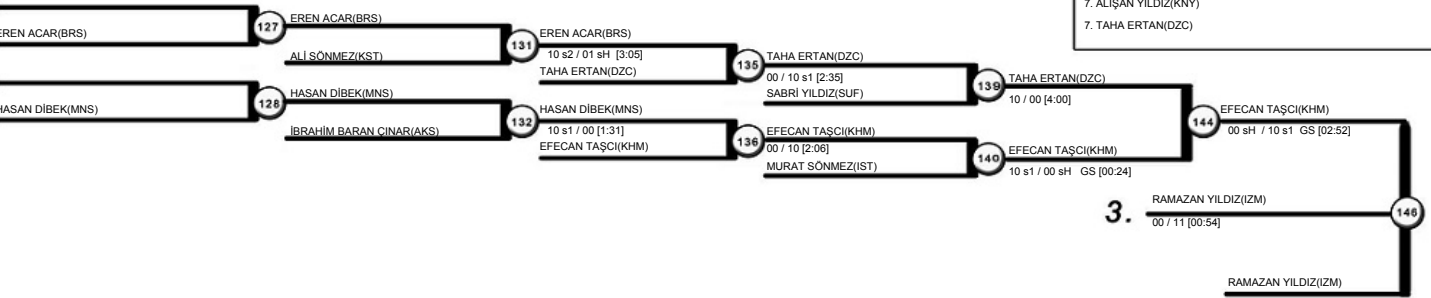 7. ALİŞAN YILDIZ(KNY)
7. TAHA ERTAN(DZC)
EREN ACAR(BRS)
127
EREN ACAR(BRS)
ALİ SÖNMEZ(KST)
131
EREN ACAR(BRS)
10 s2 / 01 sH [3:05]
TAHA ERTAN(DZC)
135
TAHA ERTAN(DZC)
00 / 10 s1 [2:35]
SABRİ YILDIZ(SUF)
139
TAHA ERTAN(DZC)
10 / 00 [4:00]
HASAN DİBEK(MNS)
128
HASAN DİBEK(MNS)
İBRAHİM BARAN ÇINAR(AKS)
132
HASAN DİBEK(MNS)
10 s1 / 00 [1:31]
EFECAN TAŞCI(KHM)
136
EFECAN TAŞCI(KHM)
00 / 10 [2:06]
MURAT SÖNMEZ(IST)
140
EFECAN TAŞCI(KHM)
10 s1 / 00 sH GS [00:24]
144
EFECAN TAŞCI(KHM)
00 sH / 10 s1 GS [02:52]
3.
RAMAZAN YILDIZ(IZM)
00 / 11 [00:54]
146
RAMAZAN YILDIZ(IZM)